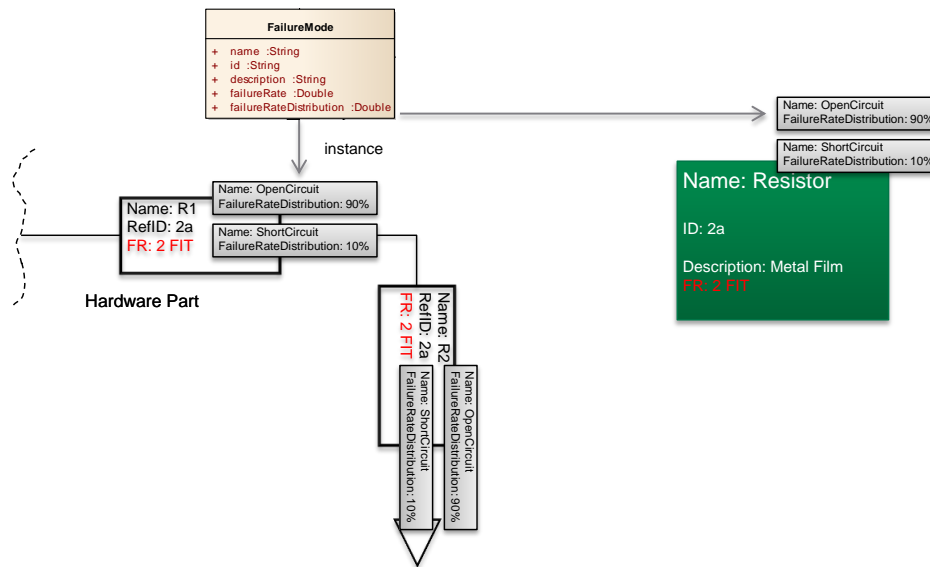 FailureMode
+ name :String
+ id :String
+ description :String
+ failureRate :Double
+ failureRateDistribution :Double
instance
Name: OpenCircuit
FailureRateDistribution: 90%
Name: ShortCircuit
FailureRateDistribution: 10%
Name: Resistor
ID: 2a
Description: Metal Film
FR: 2 FIT
Name: OpenCircuit
FailureRateDistribution: 90%
Name: R1
RefID: 2a
FR: 2 FIT
Name: ShortCircuit
FailureRateDistribution: 10%
Hardware Part
Name: R2
RefID: 2a
FR: 2 FIT
Name: OpenCircuit
FailureRateDistribution: 90%
Name: ShortCircuit
FailureRateDistribution: 10%